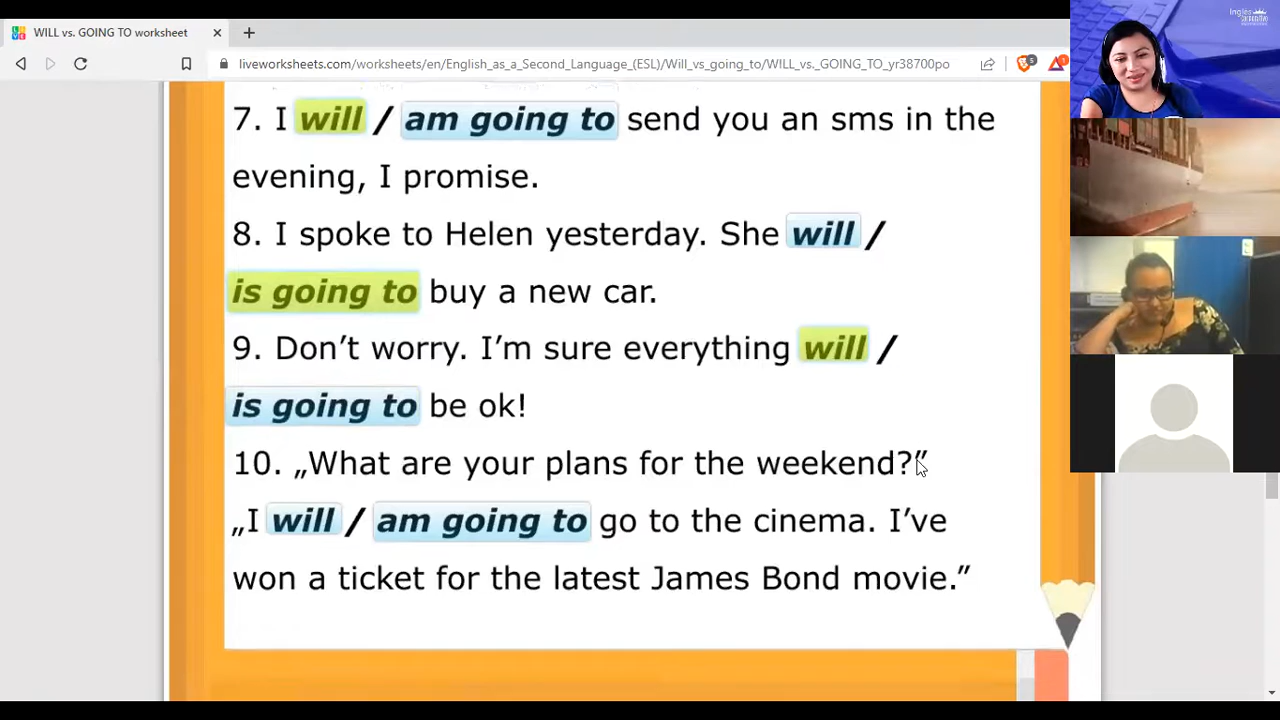 WILL vs. GOING TO worksheet
liveworksheets.com/worksheets/en/English_as_a_Second_Language_(ESL)/Will_vs_going_to/WILL_vs._GOING_TO_yr38700po
5
1
Ingles
7. I will / am going to send you an sms in the
evening, I promise.
8. I spoke to Helen yesterday. She will /
is going to buy a new car.
9. Don’t worry. I’m sure everything will /
is going to be ok!
10. „What are your plans for the weekend?”
„I will / am going to go to the cinema. I’ve
won a ticket for the latest James Bond movie.”